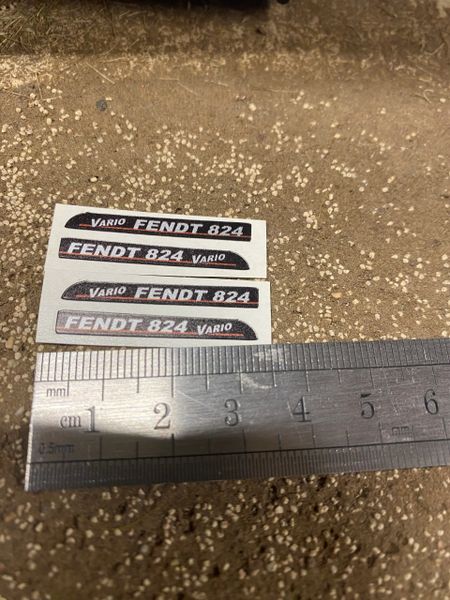 VARIO FENDT 824
FENDT 824 VARIO
VARIO FENDT 824
FENDT 824 VARIO
mm
cm 1 2 3 4 5 6
0.5mm